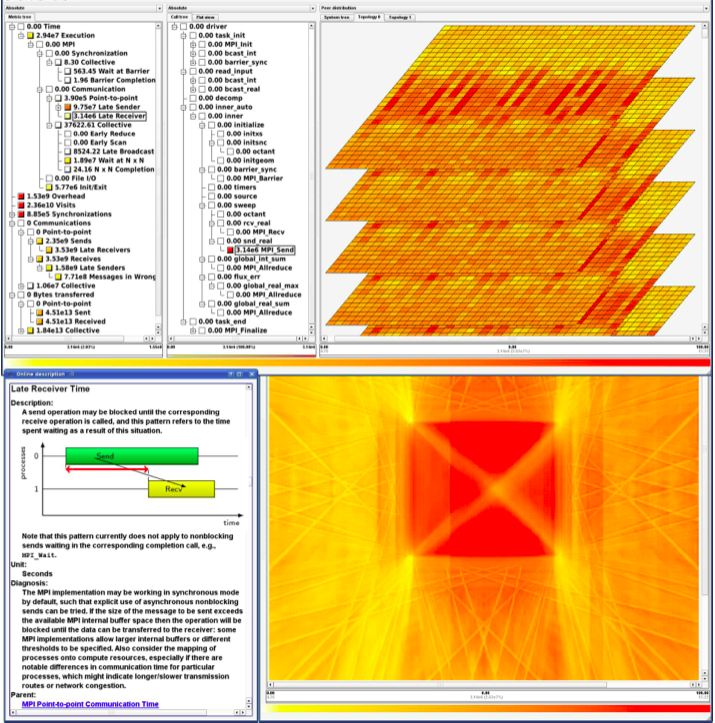 Absolute
Metric tree
0.00 Time
2.94e7 Execution
0.00 MPI
0.00 Synchronization
8.30 Collective
563.45 Wait at Barrier
1.96 Barrier Completion
0.00 Communication
3.90e5 Point-to-point
9.75e7 Late Sender
3.14e6 Late Receiver
37622.61 Collective
0.00 Early Reduce
0.00 Early Scan
8524.22 Late Broadcast
1.89e7 Wait at N x N
24.16 N x N Completion
0.00 File I/O
5.77e6 Init/Exit
1.53e9 Overhead
2.36e10 Visits
8.85e5 Synchronizations
0 Communications
0 Point-to-point
2.35e9 Sends
3.53e9 Late Receivers
3.53e9 Receives
1.58e9 Late Senders
7.71e8 Messages in Wrong
1.06e7 Collective
0 Bytes transferred
0 Point-to-point
4.51e13 Sent
4.51e13 Received
1.84e13 Collective
0.00
Absolute
Call tree Flat view
0.00 driver
0.00 task_init
0.00 MPI_Init
0.00 bcast_int
0.00 barrier_sync
0.00 read_input
0.00 bcast_int
0.00 bcast_real
0.00 decomp
0.00 inner_auto
0.00 inner
0.00 initialize
0.00 initxs
0.00 initsnc
0.00 octant
0.00 initgeom
0.00 barrier_sync
0.00 MPI_Barrier
0.00 timers
0.00 source
0.00 sweep
0.00 octant
0.00 rcv_real
0.00 MPI_Recv
0.00 snd_real
3.14e6 MPI_Send
0.00 global_int_sum
0.00 MPI_Allreduce
0.00 flux_err
0.00 global_real_max
0.00 MPI_Allreduce
0.00 global_real_sum
0.00 MPI_Allreduce
0.00 task_end
0.00 MPI_Finalize
0.00
Peer distribution
System tree Topology 0 Topology 1
0.00
100.00
Online description
Late Receiver Time
Description:
A send operation may be blocked until the corresponding
receive operation is called, and this pattern refers to the time
spent waiting as a result of this situation.
processes
0
Send
1
Recv
time
Note that this pattern currently does not apply to nonblocking
sends waiting in the corresponding completion call, e.g.,
MPI_Wait.
Unit:
Seconds
Diagnosis:
The MPI implementation may be working in synchronous mode
by default, such that explicit use of asynchronous nonblocking
sends can be tried. If the size of the message to be sent exceeds
the available MPI internal buffer space then the operation will be
blocked until the data can be transferred to the receiver: some
MPI implementations allow larger internal buffers or different
thresholds to be specified. Also consider the mapping of
processes onto compute resources, especially if there are
notable differences in communication time for particular
processes, which might indicate longer/slower transmission
routes or network congestion.
Parent:
MPI Point-to-point Communication Time
0.00
100.00